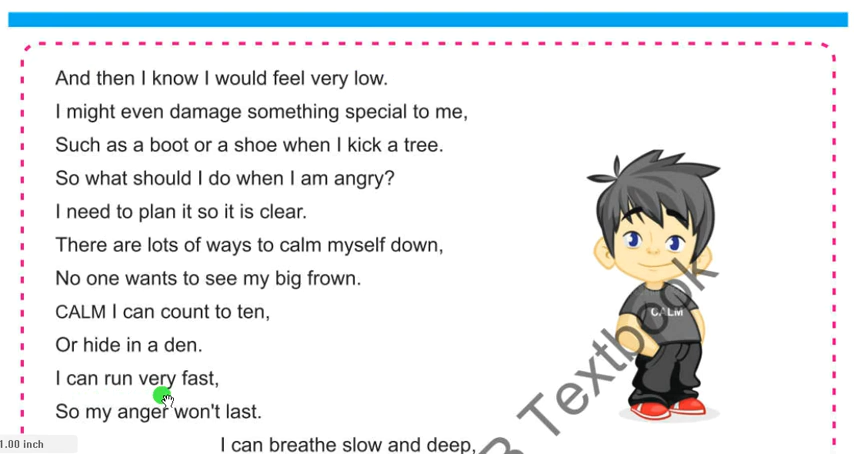 And then I know I would feel very low.
I might even damage something special to me,
Such as a boot or a shoe when I kick a tree.
So what should I do when I am angry?
I need to plan it so it is clear.
There are lots of ways to calm myself down,
No one wants to see my big frown.
CALM I can count to ten,
Or hide in a den.
I can run very fast,
So my anger won't last.
I can breathe slow and deep,
CALM
B Textbook
1.00 inch